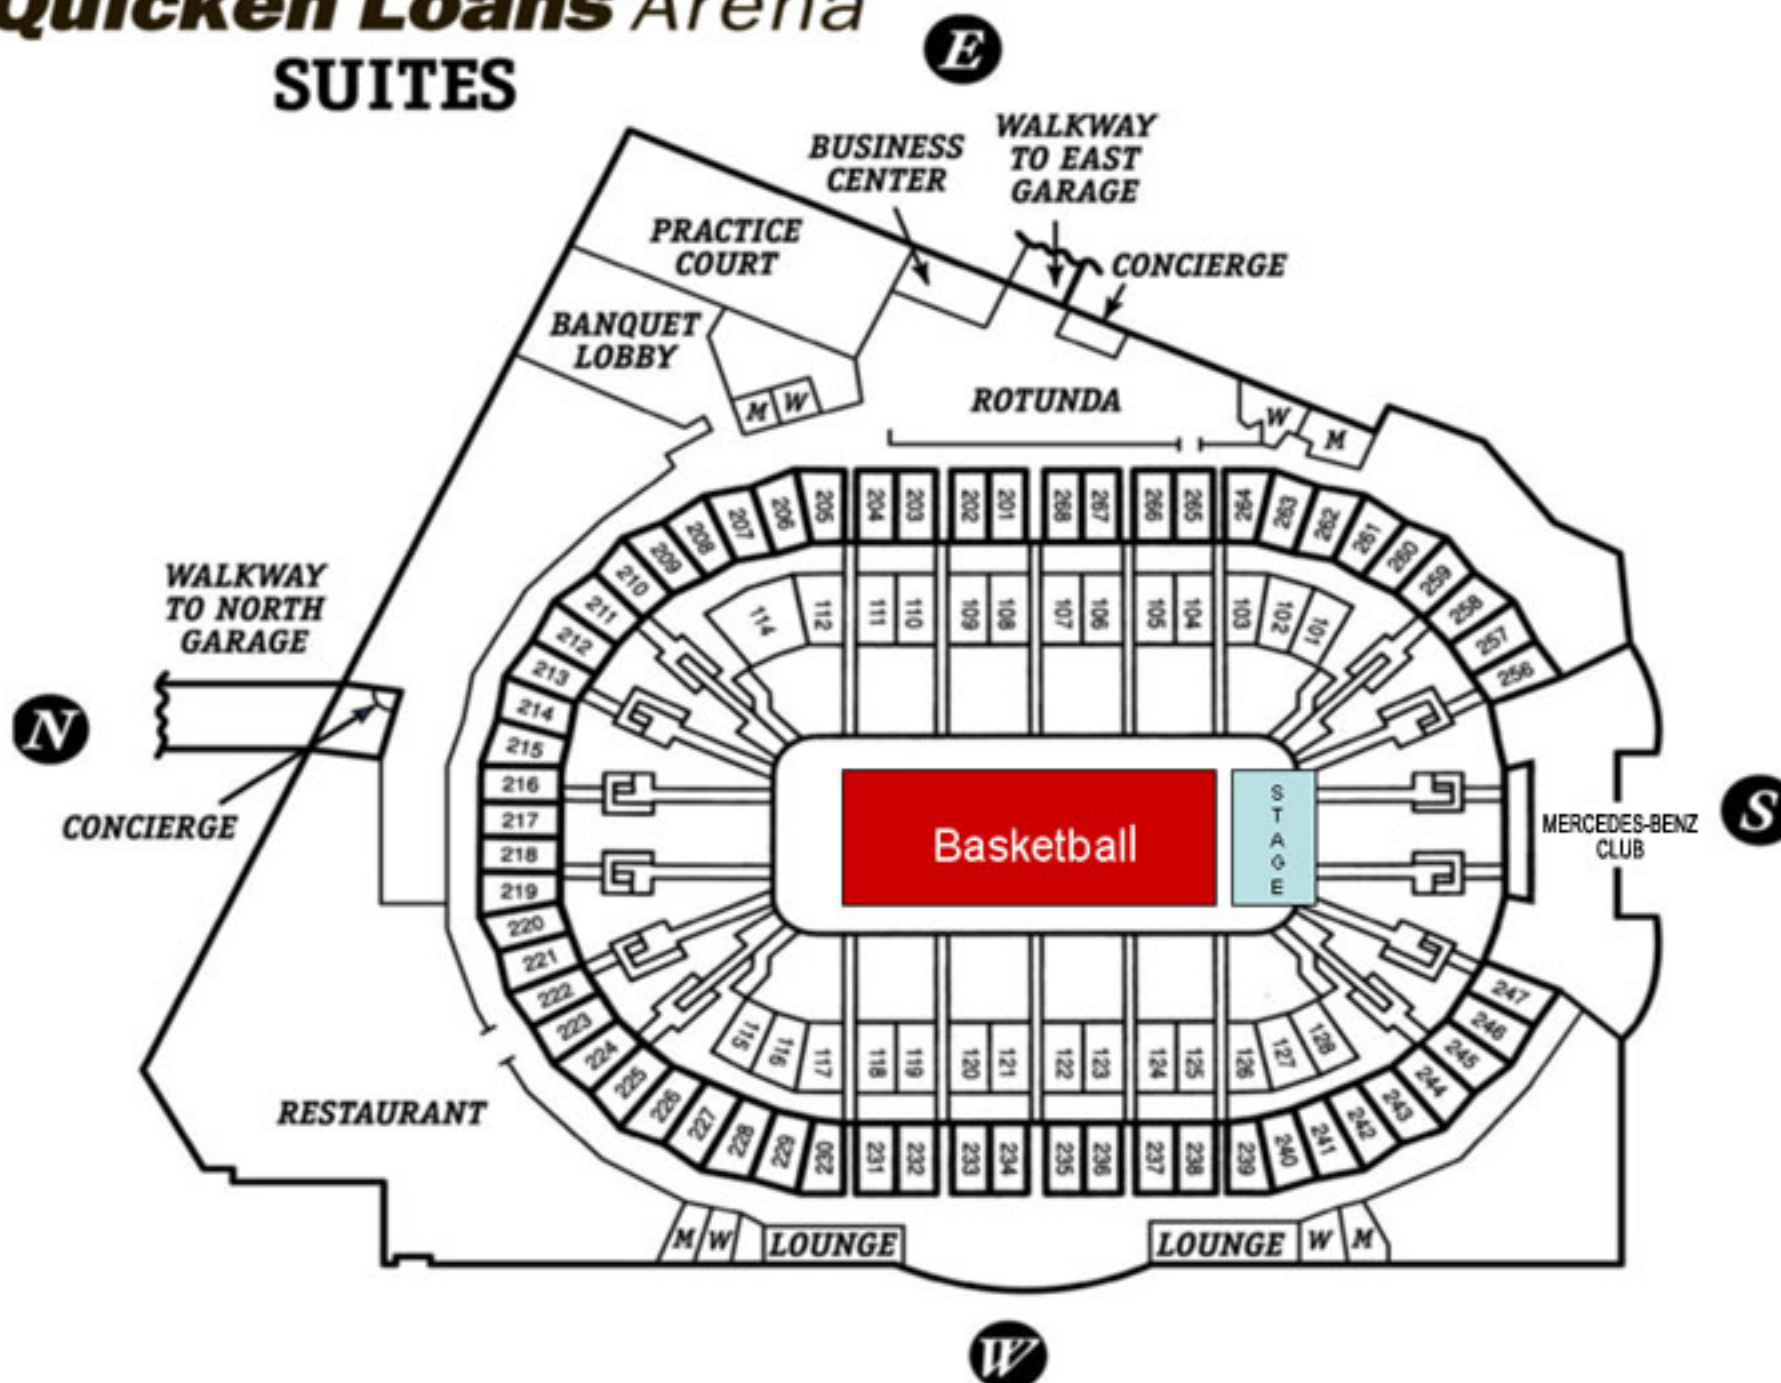 Quicken Loans Arena
SUITES
E
BUSINESS
CENTER
WALKWAY
TO EAST
GARAGE
CONCIERGE
PRACTICE
COURT
BANQUET
LOBBY
M W
ROTUNDA
W M
WALKWAY
TO NORTH
GARAGE
N
CONCIERGE
205 204 203 202 201 268 267 266 265 264
206 207 208 209 210 211 212 213 214 215 216 217 218 219 220 221 222 223 224 225 226 227 228 229 230
263 262 261 260 259 258 257 256
114 112 111 110 109 108 107 106 105 104 103 102 101
Basketball
STAGE
MERCEDES-BENZ
CLUB
S
115 116 117 118 119 120 121 122 123 124 125 126 127 128
231 232 233 234 235 236 237 238 239 240 241 242 243 244 245 246 247
RESTAURANT
M W
LOUNGE
LOUNGE
W M
W